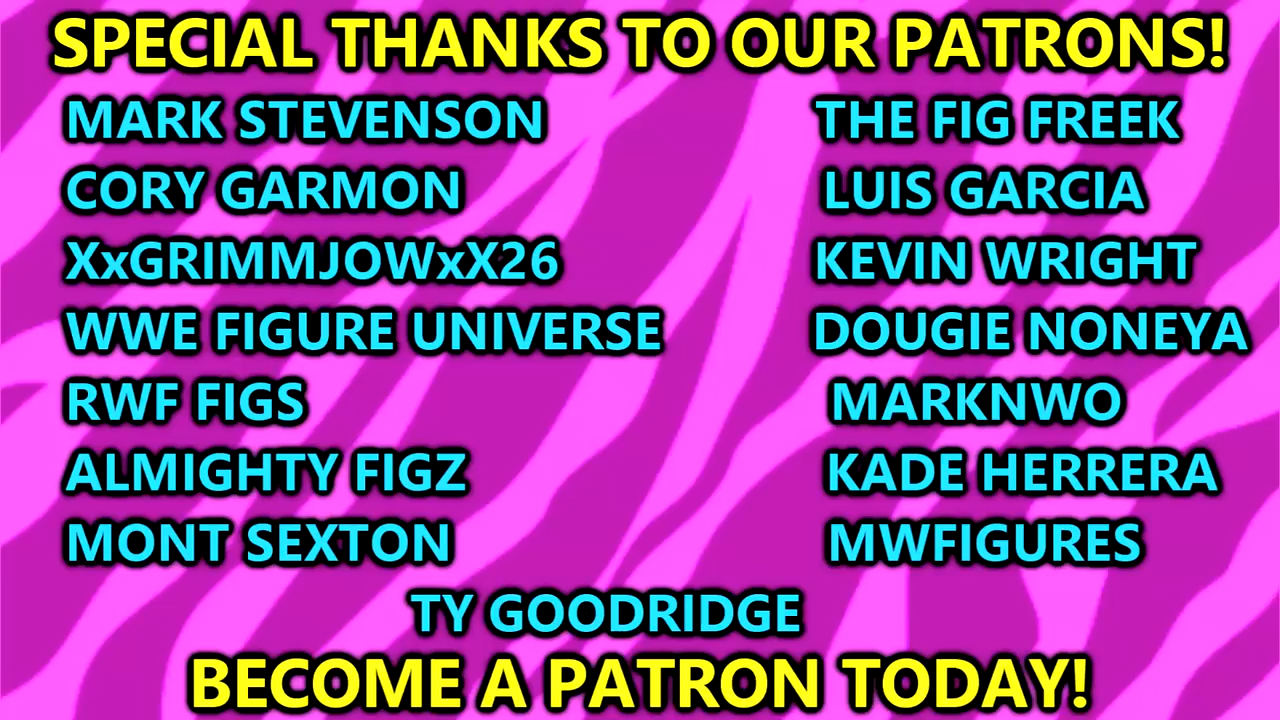 SPECIAL THANKS TO OUR PATRONS!
MARK STEVENSON
CORY GARMON
XxGRIMMJOWxX26
WWE FIGURE UNIVERSE
RWF FIGS
ALMIGHTY FIGZ
MONT SEXTON
THE FIG FREEK
LUIS GARCIA
KEVIN WRIGHT
DOUGIE NONEYA
MARKNWO
KADE HERRERA
MWFIGURES
TY GOODRIDGE
BECOME A PATRON TODAY!